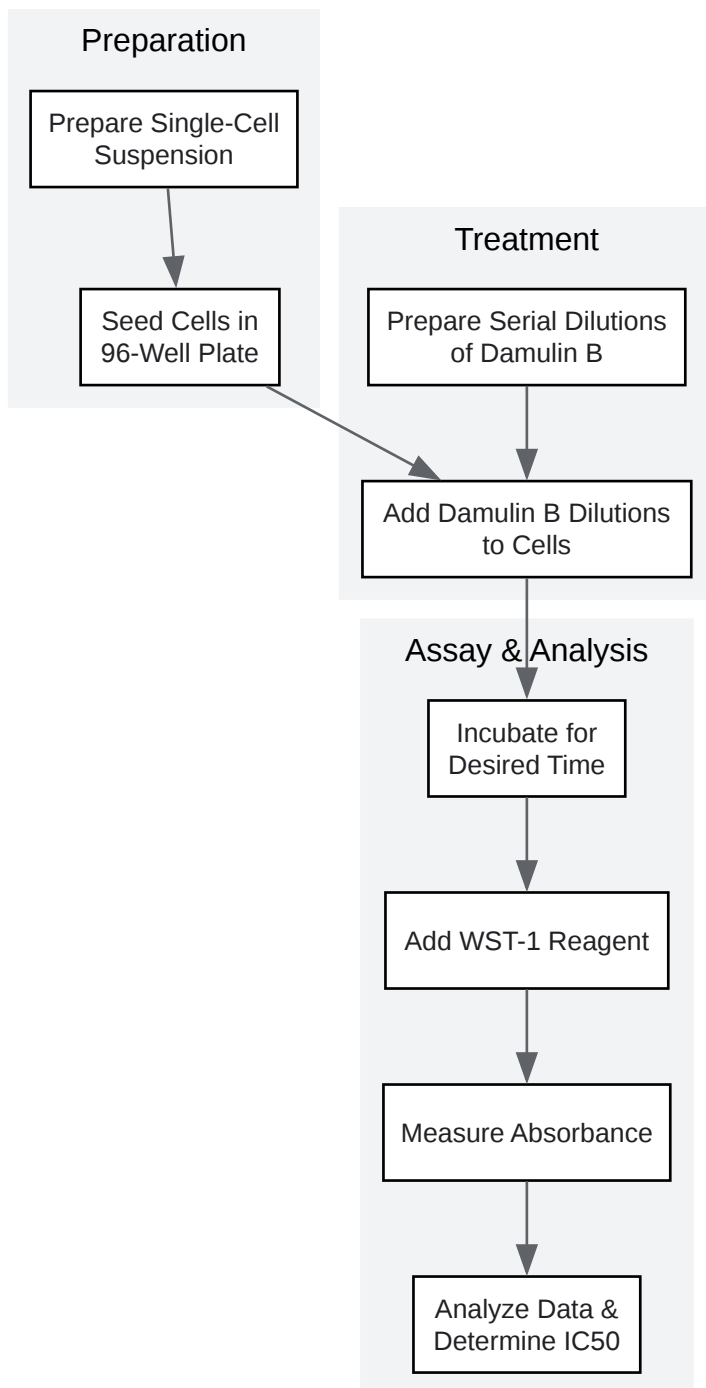 Preparation
Prepare Single-Cell
Suspension
Seed Cells in
96-Well Plate
Treatment
Prepare Serial Dilutions
of Damulin B
Add Damulin B Dilutions
to Cells
Assay & Analysis
Incubate for
Desired Time
Add WST-1 Reagent
Measure Absorbance
Analyze Data &
Determine IC50